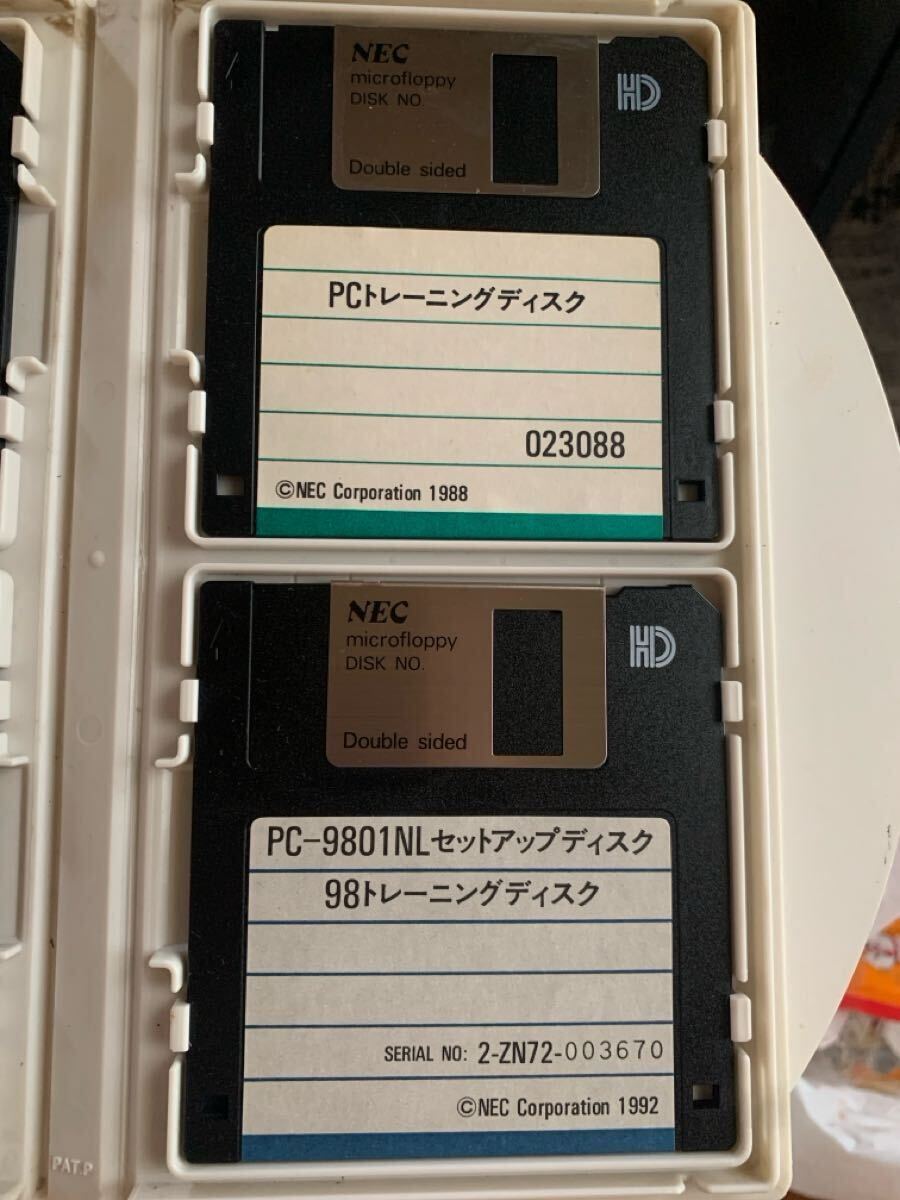 NEC
microfloppy
DISK NO.
Double sided
HD
PCトレーニングディスク
023088
©NEC Corporation 1988
NEC
microfloppy
DISK NO.
Double sided
HD
PC-9801NLセットアップディスク
98トレーニングディスク
SERIAL NO: 2-ZN72-003670
©NEC Corporation 1992
PAT.P